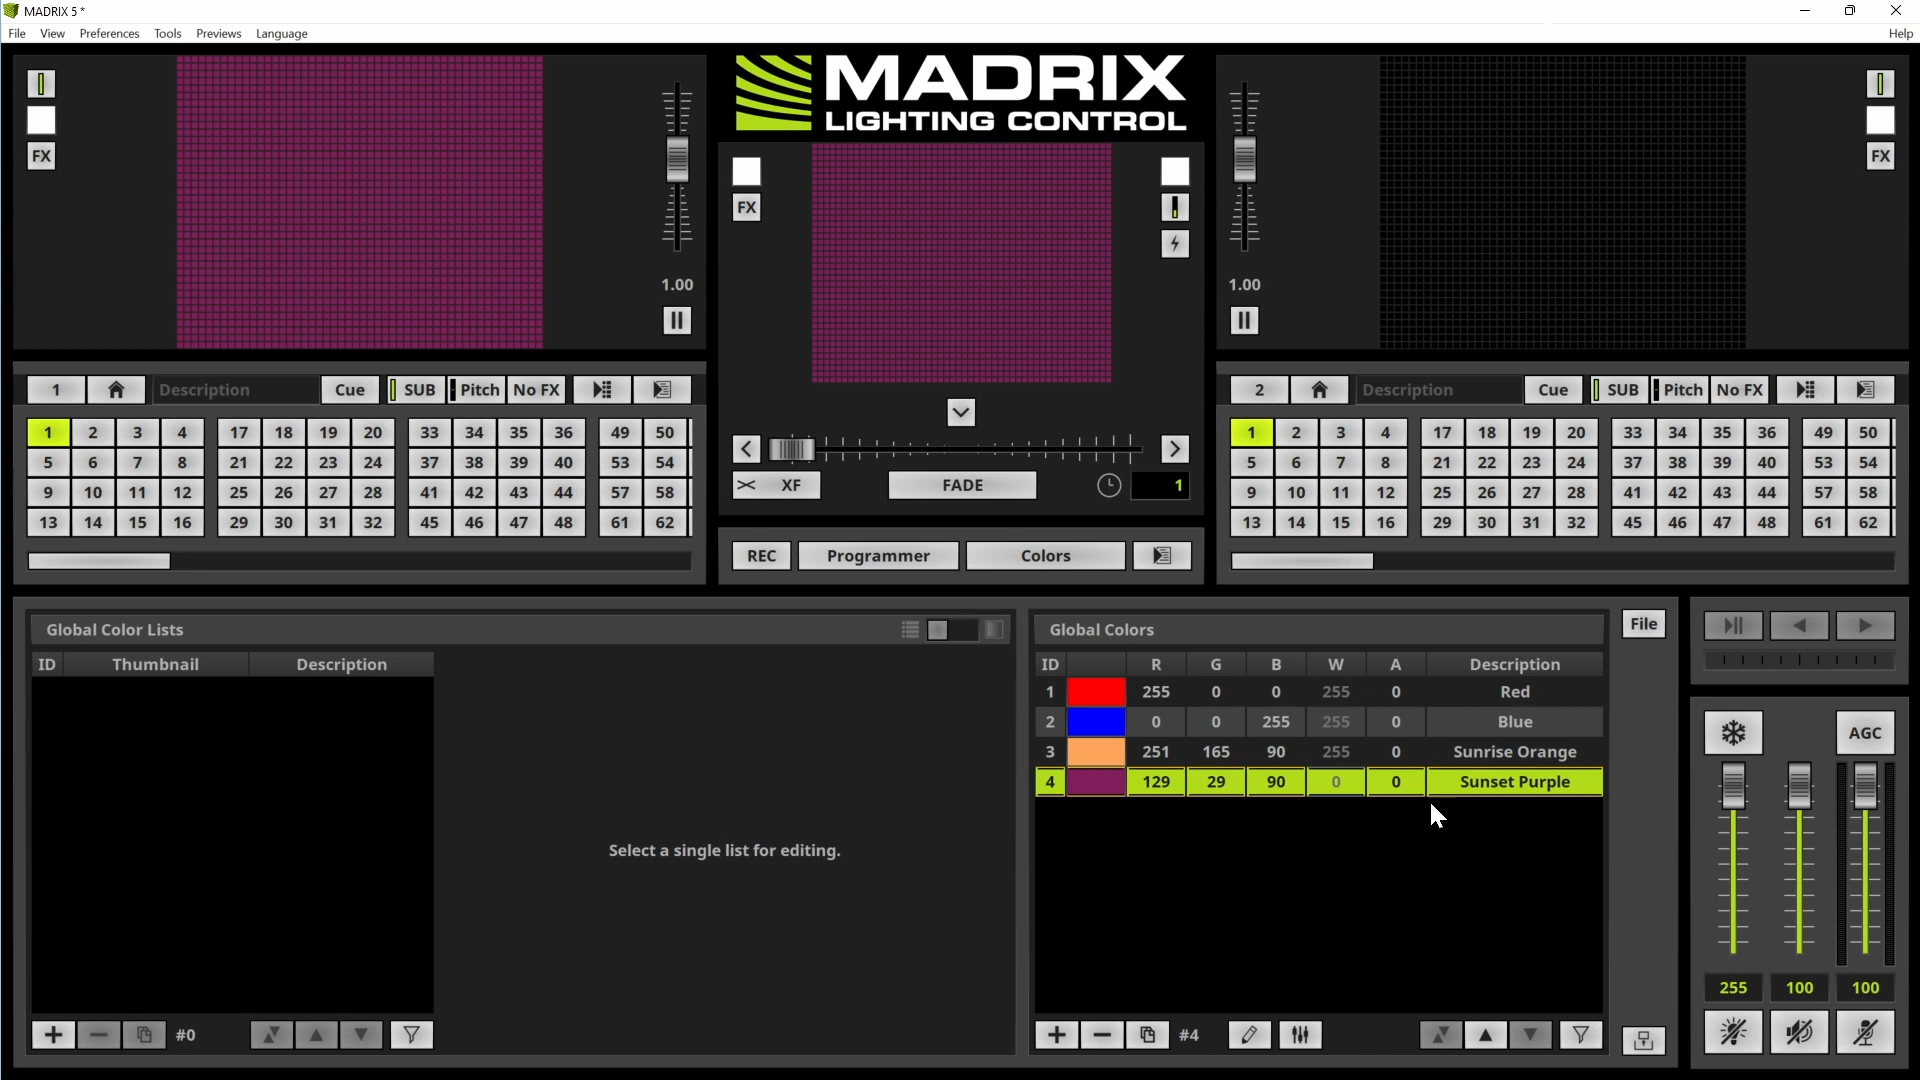 MADRIX 5 *
File View Preferences Tools Previews Language Help
MADRIX
LIGHTING CONTROL
FX
FX
FX
1.00
1.00
1 Description Cue SUB Pitch No FX
1 2 3 4 17 18 19 20 33 34 35 36 49 50
5 6 7 8 21 22 23 24 37 38 39 40 53 54
9 10 11 12 25 26 27 28 41 42 43 44 57 58
13 14 15 16 29 30 31 32 45 46 47 48 61 62
XF FADE 1
REC Programmer Colors
2 Description Cue SUB Pitch No FX
1 2 3 4 17 18 19 20 33 34 35 36 49 50
5 6 7 8 21 22 23 24 37 38 39 40 53 54
9 10 11 12 25 26 27 28 41 42 43 44 57 58
13 14 15 16 29 30 31 32 45 46 47 48 61 62
Global Color Lists
ID Thumbnail Description
Select a single list for editing.
#0
Global Colors
File
ID R G B W A Description
1 255 0 0 255 0 Red
2 0 0 255 255 0 Blue
3 251 165 90 255 0 Sunrise Orange
4 129 29 90 0 0 Sunset Purple
#4
AGC
255 100 100